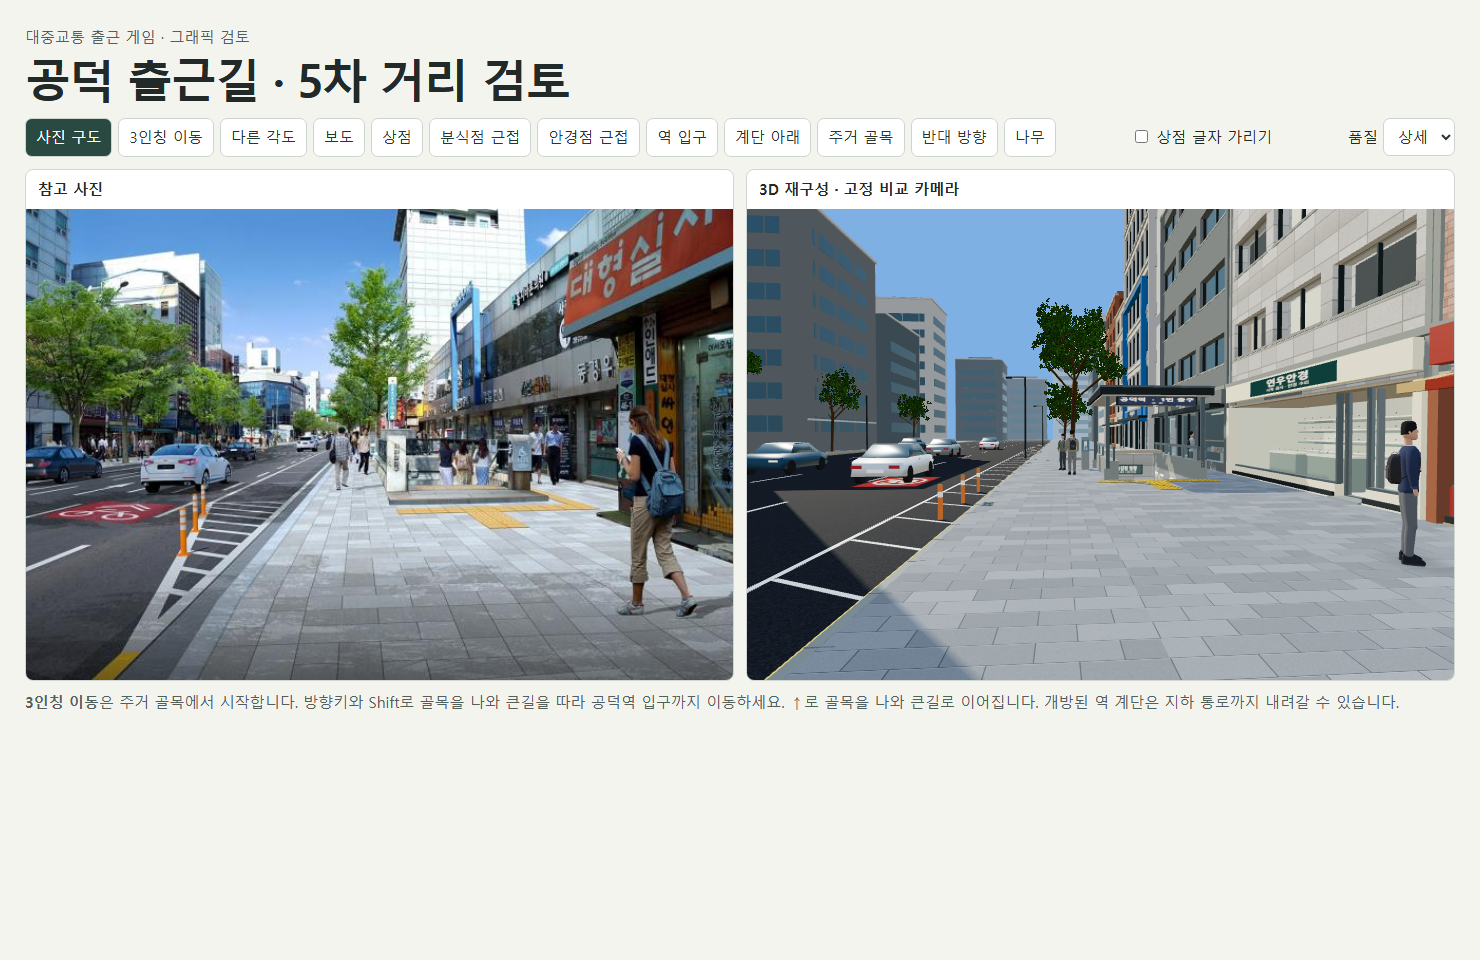 대중교통 출근 게임 · 그래픽 검토
공덕 출근길 · 5차 거리 검토
사진 구도
3인칭 이동
다른 각도
보도
상점
분식점 근접
안경점 근접
역 입구
계단 아래
주거 골목
반대 방향
나무
상점 글자 가리기
품질
상세
참고 사진
3D 재구성 · 고정 비교 카메라
대형실사
연우안경
3인칭 이동은 주거 골목에서 시작합니다. 방향키와 Shift로 골목을 나와 큰길을 따라 공덕역 입구까지 이동하세요. ↑로 골목을 나와 큰길로 이어집니다. 개방된 역 계단은 지하 통로까지 내려갈 수 있습니다.